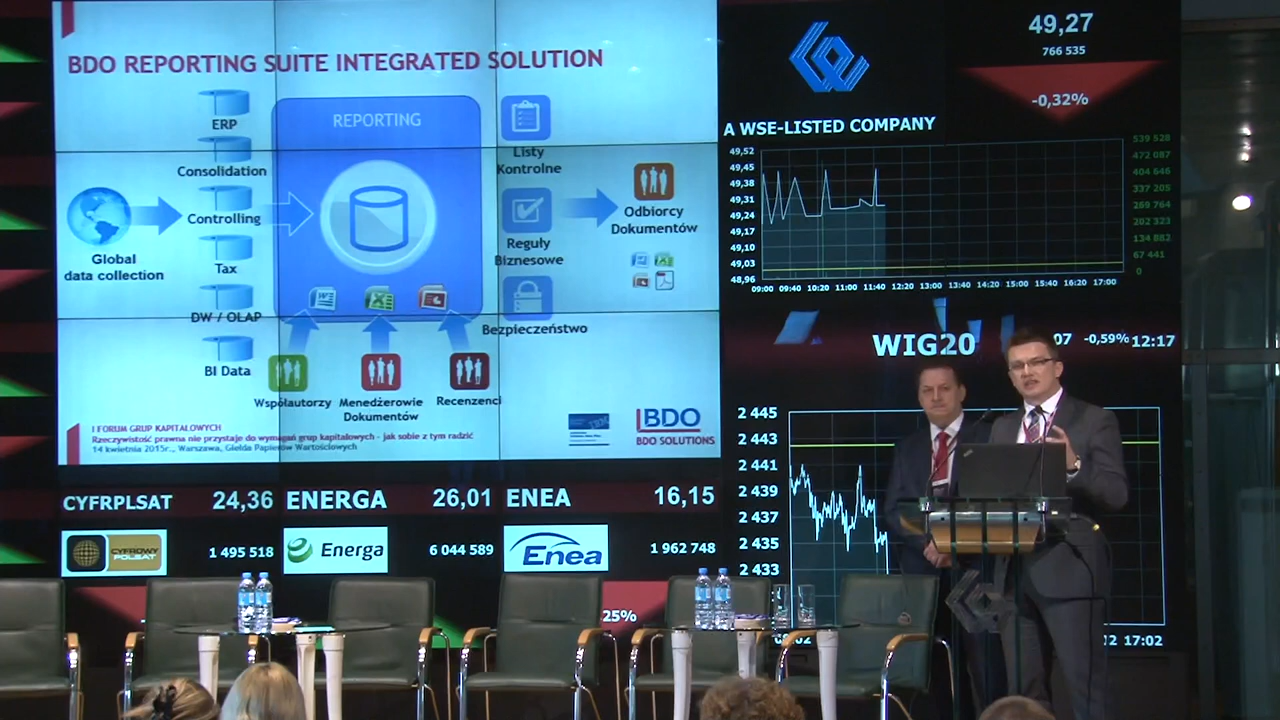 BDO REPORTING SUITE INTEGRATED SOLUTION
ERP
Consolidation
Controlling
Tax
DW / OLAP
BI Data
Global
data collection
REPORTING
Listy
Kontrolne
Reguły
Biznesowe
Bezpieczeństwo
Odbiorcy
Dokumentów
Współautorzy
Menedżerowie
Dokumentów
Recenzenci
I FORUM GRUP KAPITAŁOWYCH
Rzeczywistość prawna nie przystaje do wymagań grup kapitałowych - jak sobie z tym radzić
14 kwietnia 2015r., Warszawa, Giełda Papierów Wartościowych
BDO
BDO SOLUTIONS
49,27
766 535
-0,32%
A WSE-LISTED COMPANY
49,52
49,45
49,38
49,31
49,24
49,17
49,10
49,03
48,96
539 528
472 087
404 646
337 205
269 764
202 323
134 882
67 441
0
09:00 09:40 10:20 11:00 11:40 12:20 13:00 13:40 14:20 15:00 15:40 16:20 17:00
WIG20
07 -0,59% 12:17
2 445
2 443
2 441
2 439
2 437
2 435
2 433
17:02
CYFRPLSAT 24,36
CYFROWY
POLSAT
1 495 518
ENERGA 26,01
Energa
6 044 589
ENEA 16,15
Enea
1 962 748
25%